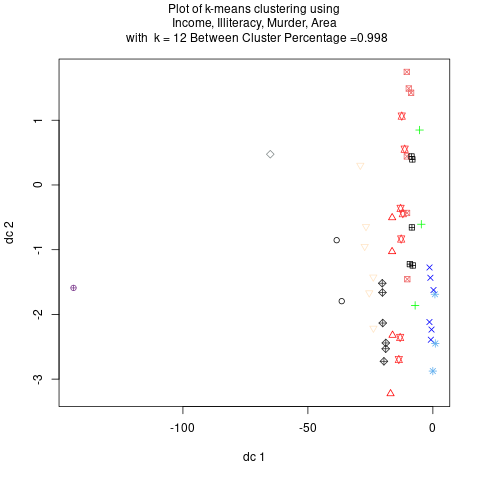 Plot of k-means clustering using
Income, Illiteracy, Murder, Area
with k = 12 Between Cluster Percentage =0.998
dc 2
1
0
-1
-2
-3
-100
-50
0
dc 1